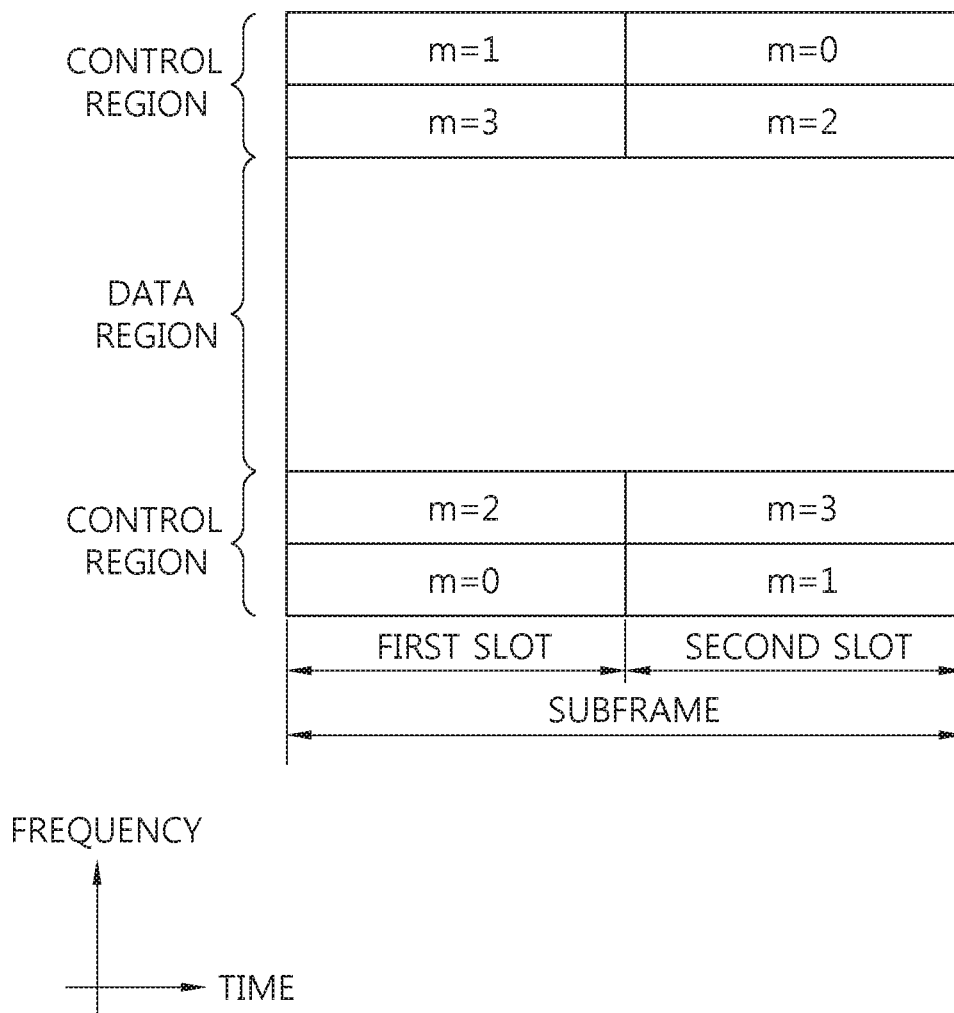 CONTROL
REGION
m=1
m=0
m=3
m=2
DATA
REGION
CONTROL
REGION
m=2
m=3
m=0
m=1
FIRST SLOT
SECOND SLOT
SUBFRAME
FREQUENCY
TIME